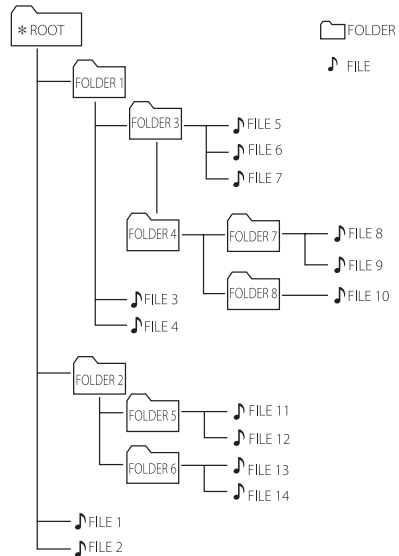 * ROOT
FOLDER
FILE
FOLDER 1
FOLDER 3
FILE 5
FILE 6
FILE 7
FOLDER 4
FOLDER 7
FILE 8
FILE 9
FOLDER 8
FILE 10
FILE 3
FILE 4
FOLDER 2
FOLDER 5
FILE 11
FILE 12
FOLDER 6
FILE 13
FILE 14
FILE 1
FILE 2